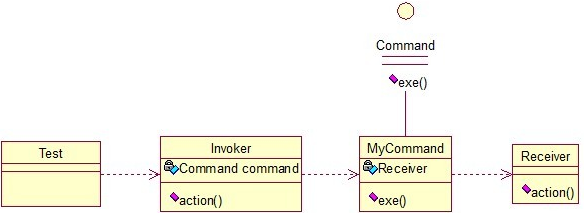 Command
exe()
Test
Invoker
Command command
action()
MyCommand
Receiver
exe()
Receiver
action()